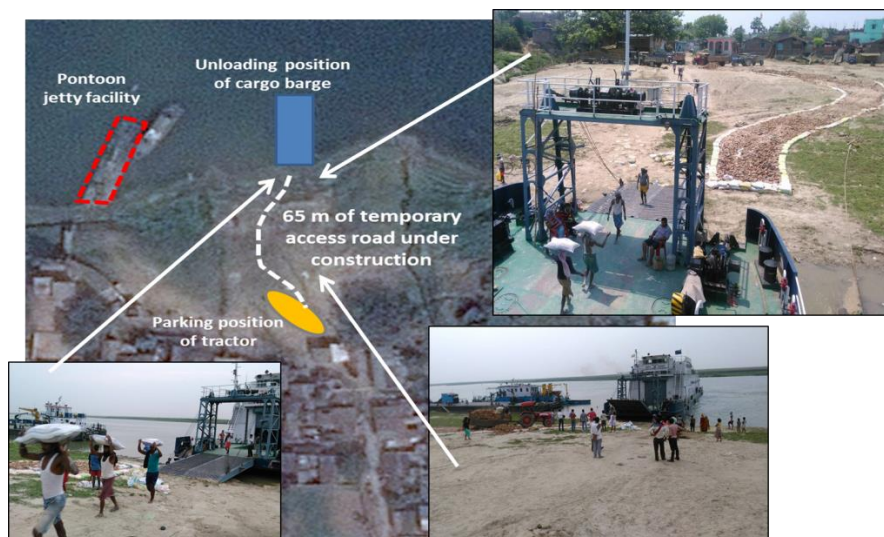 Pontoon
jetty facility
Unloading position
of cargo barge
65 m of temporary
access road under
construction
Parking position
of tractor